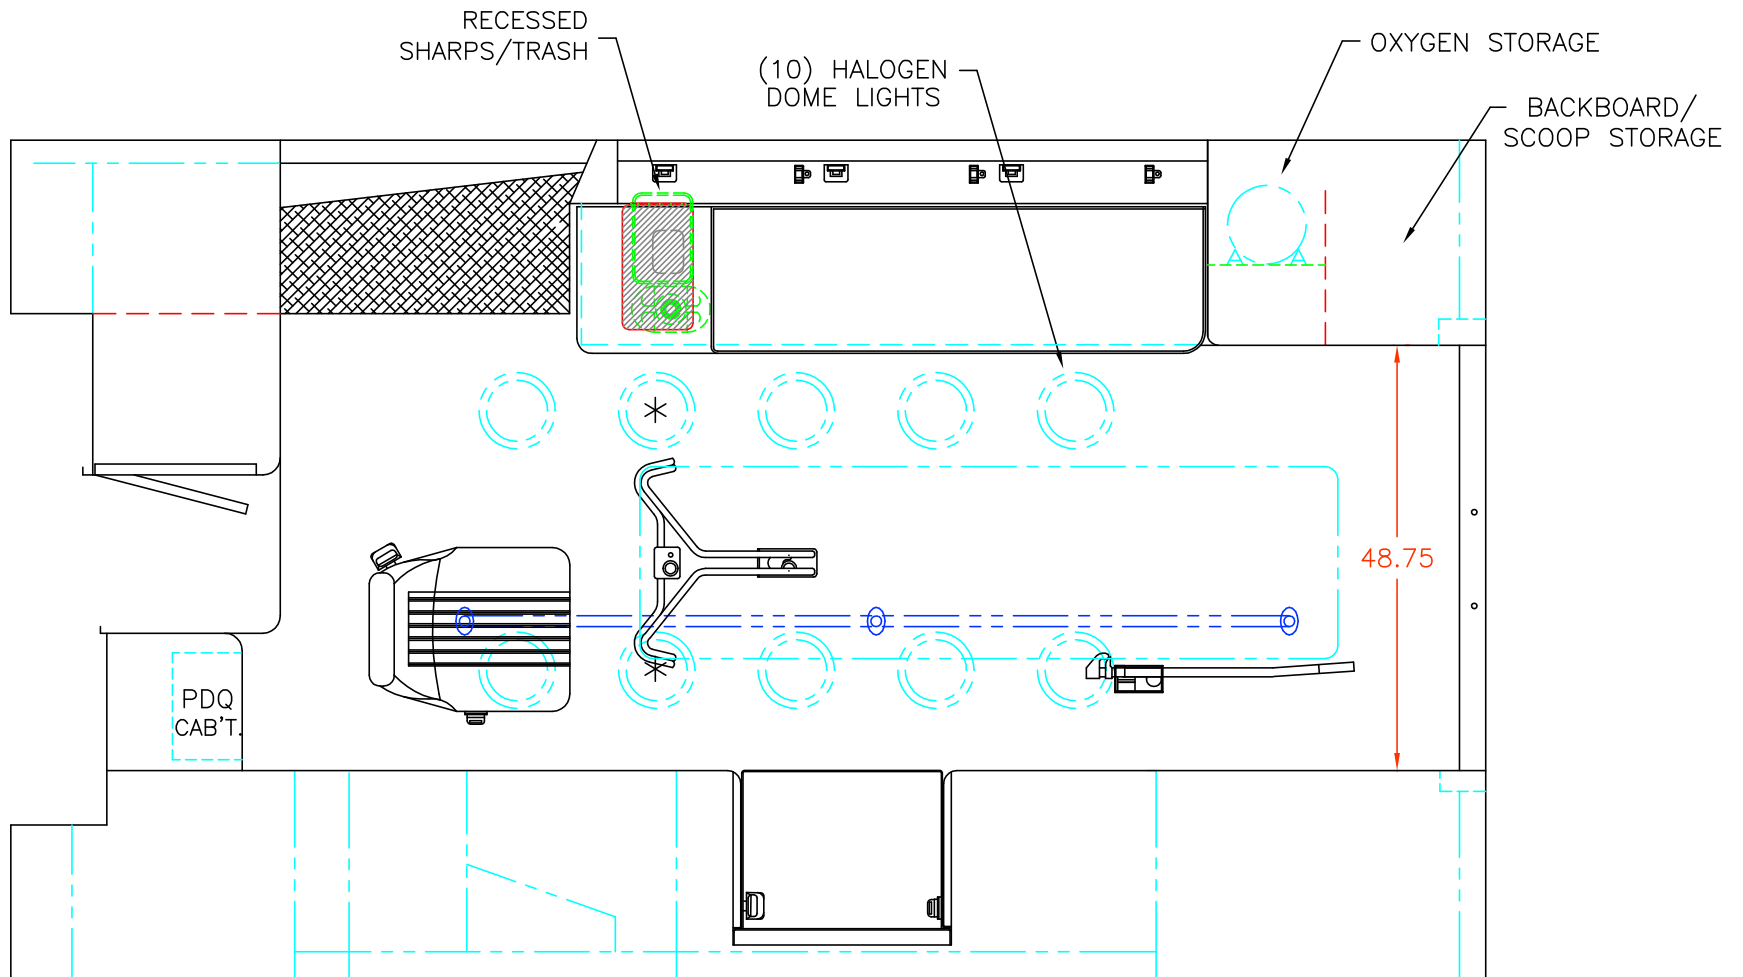 RECESSED
SHARPS/TRASH
(10) HALOGEN
DOME LIGHTS
OXYGEN STORAGE
BACKBOARD/
SCOOP STORAGE
48.75
PDQ
CAB'T.